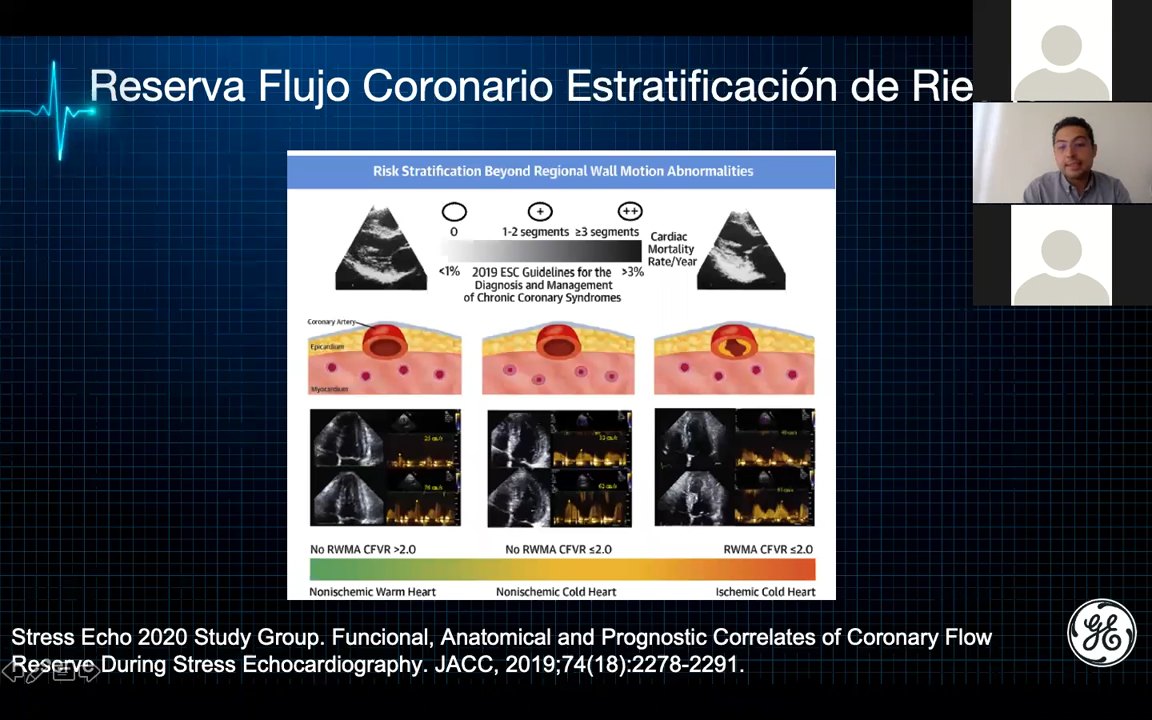 Reserva Flujo Coronario Estratificación de Rie
Risk Stratification Beyond Regional Wall Motion Abnormalities
+ ++
0 1-2 segments ≥3 segments
Cardiac
Mortality
Rate/Year
<1% 2019 ESC Guidelines for the >3%
Diagnosis and Management
of Chronic Coronary Syndromes
Coronary Artery
Epicardium
Myocardium
No RWMA CFVR >2.0 No RWMA CFVR ≤2.0 RWMA CFVR ≤2.0
Nonischemic Warm Heart Nonischemic Cold Heart Ischemic Cold Heart
Stress Echo 2020 Study Group. Funcional, Anatomical and Prognostic Correlates of Coronary Flow
Reserve During Stress Echocardiography. JACC, 2019;74(18):2278-2291.
GE